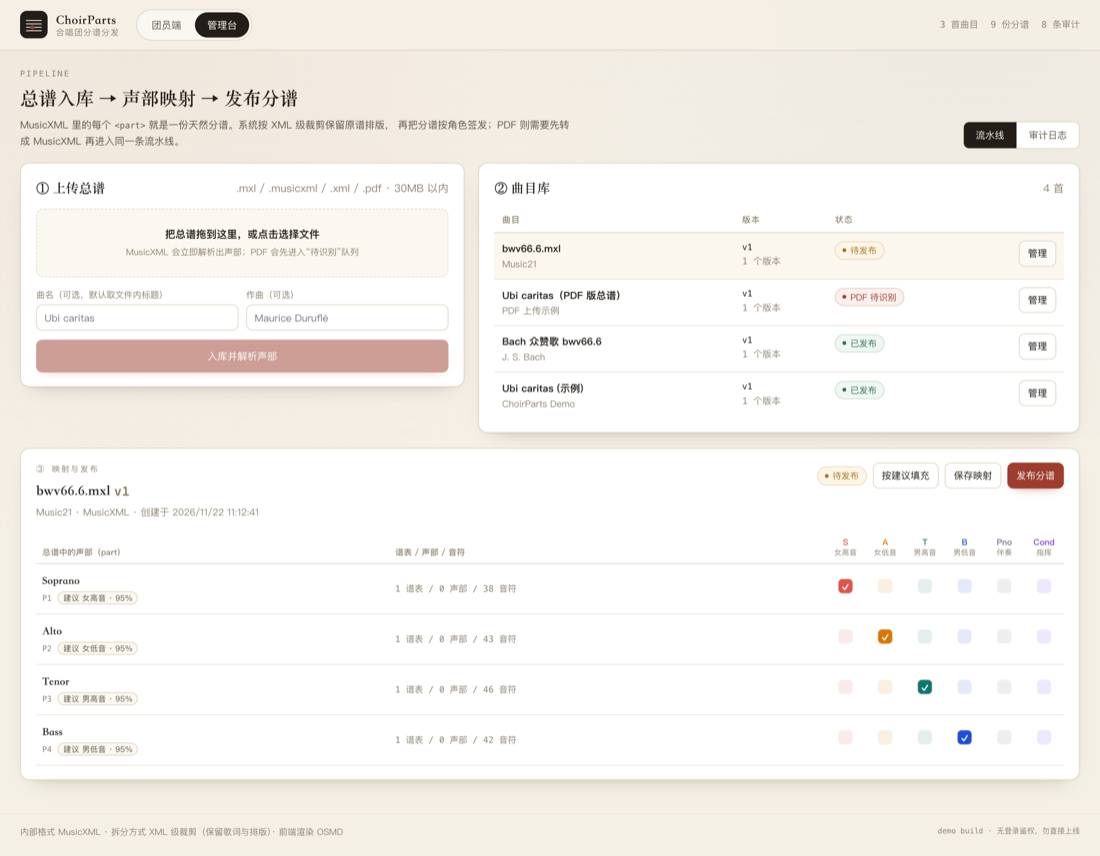 ChoirParts
合唱团分谱分发
团员端 管理台
3 首曲目 9 份分谱 8 条审计
PIPELINE
总谱入库 → 声部映射 → 发布分谱
MusicXML 里的每个 <part> 就是一份天然分谱。系统按 XML 级裁剪保留原谱排版， 再把分谱按角色签发；PDF 则需要先转
成 MusicXML 再进入同一条流水线。
流水线 审计日志
① 上传总谱 .mxl / .musicxml / .xml / .pdf · 30MB 以内
把总谱拖到这里，或点击选择文件
MusicXML 会立即解析出声部；PDF 会先进入“待识别”队列
曲名（可选，默认取文件内标题） 作曲（可选）
Ubi caritas Maurice Duruflé
入库并解析声部
② 曲目库 4 首
曲目 版本 状态
bwv66.6.mxl v1 待发布 管理
Music21 1 个版本
Ubi caritas（PDF 版总谱） v1 PDF 待识别 管理
PDF 上传示例 1 个版本
Bach 众赞歌 bwv66.6 v1 已发布 管理
J. S. Bach 1 个版本
Ubi caritas (示例) v1 已发布 管理
ChoirParts Demo 1 个版本
③ 映射与发布
bwv66.6.mxl v1
待发布 按建议填充 保存映射 发布分谱
Music21 · MusicXML · 创建于 2026/11/22 11:12:41
总谱中的声部（part） 谱表 / 声部 / 音符 S A T B Pno Cond
女高音 女低音 男高音 男低音 伴奏 指挥
Soprano
P1 建议 女高音 · 95% 1 谱表 / 0 声部 / 38 音符
Alto
P2 建议 女低音 · 95% 1 谱表 / 0 声部 / 43 音符
Tenor
P3 建议 男高音 · 95% 1 谱表 / 0 声部 / 46 音符
Bass
P4 建议 男低音 · 95% 1 谱表 / 0 声部 / 42 音符
内部格式 MusicXML · 拆分方式 XML 级裁剪（保留歌词与排版）· 前端渲染 OSMD
demo build · 无登录鉴权，勿直接上线